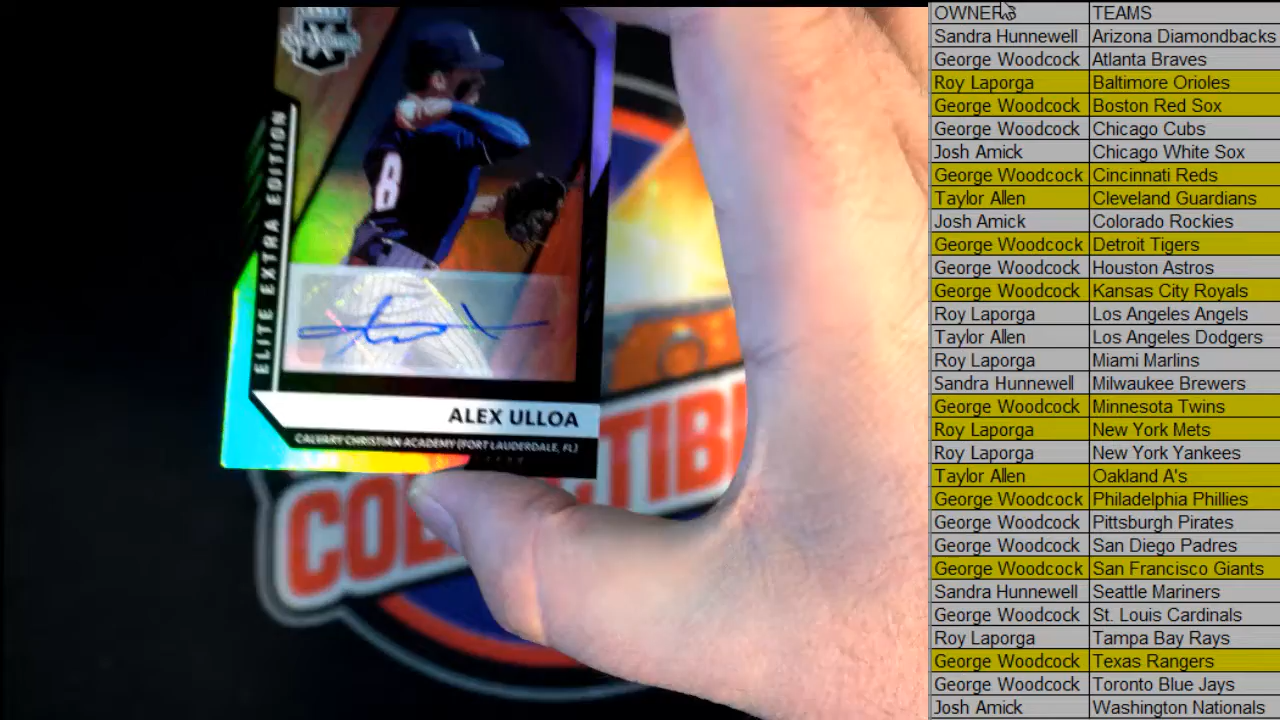 ELITE EXTRA EDITION
8
ALEX ULLOA
CALVARY CHRISTIAN ACADEMY (FORT LAUDERDALE, FL)
OWNERS TEAMS
Sandra Hunnewell Arizona Diamondbacks
George Woodcock Atlanta Braves
Roy Laporga Baltimore Orioles
George Woodcock Boston Red Sox
George Woodcock Chicago Cubs
Josh Amick Chicago White Sox
George Woodcock Cincinnati Reds
Taylor Allen Cleveland Guardians
Josh Amick Colorado Rockies
George Woodcock Detroit Tigers
George Woodcock Houston Astros
George Woodcock Kansas City Royals
Roy Laporga Los Angeles Angels
Taylor Allen Los Angeles Dodgers
Roy Laporga Miami Marlins
Sandra Hunnewell Milwaukee Brewers
George Woodcock Minnesota Twins
Roy Laporga New York Mets
Roy Laporga New York Yankees
Taylor Allen Oakland A's
George Woodcock Philadelphia Phillies
George Woodcock Pittsburgh Pirates
George Woodcock San Diego Padres
George Woodcock San Francisco Giants
Sandra Hunnewell Seattle Mariners
George Woodcock St. Louis Cardinals
Roy Laporga Tampa Bay Rays
George Woodcock Texas Rangers
George Woodcock Toronto Blue Jays
Josh Amick Washington Nationals